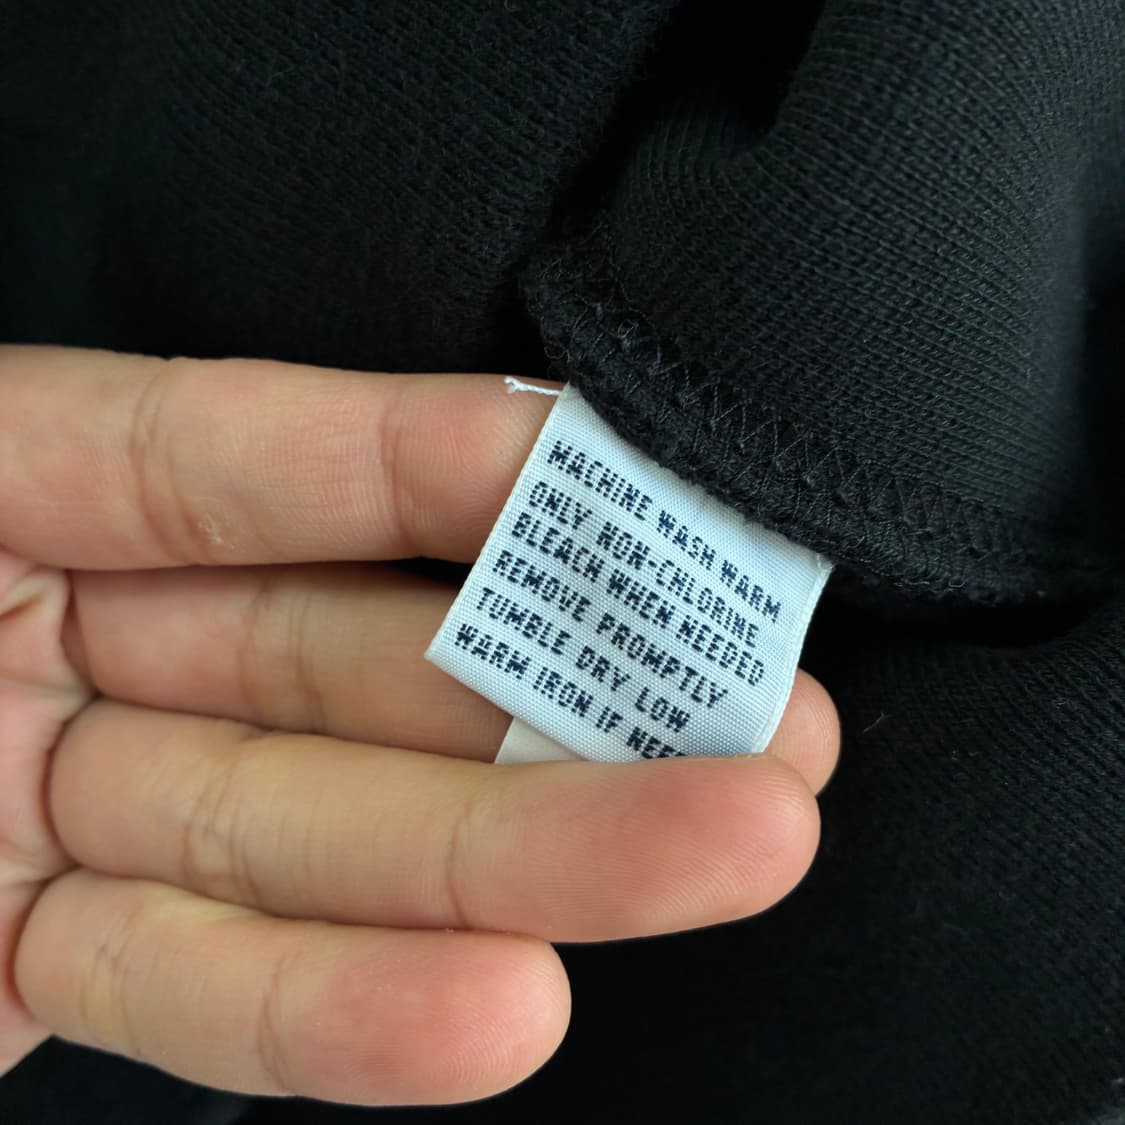 MACHINE WASH WARM
ONLY NON-CHLORINE
BLEACH WHEN NEEDED
REMOVE PROMPTLY
TUMBLE DRY LOW
WARM IRON IF